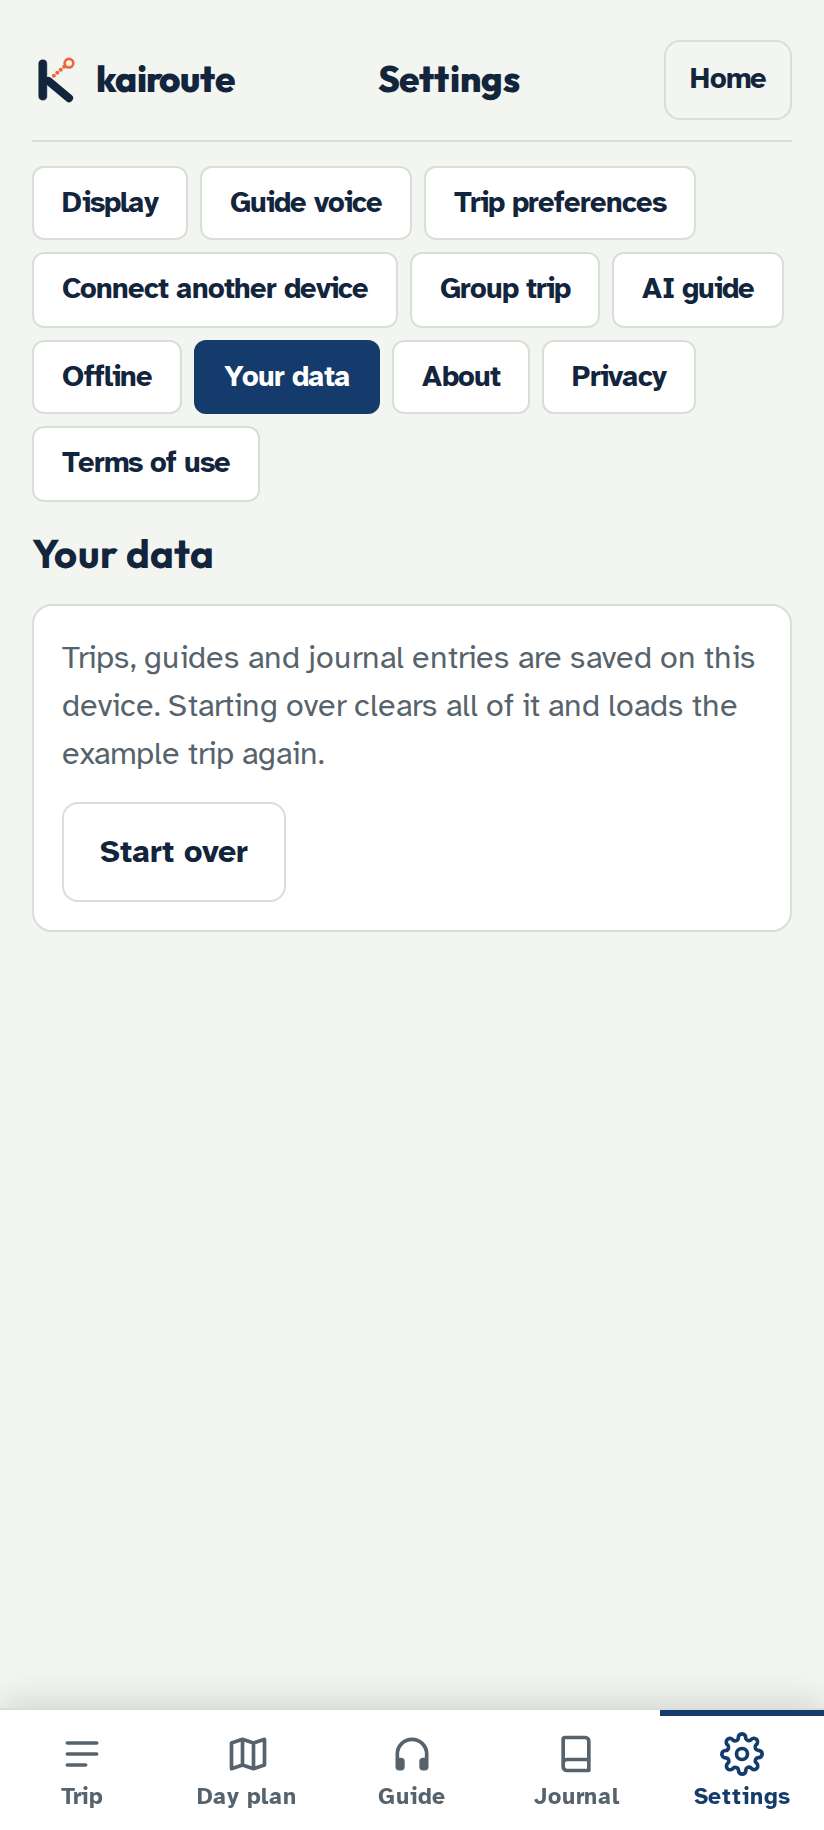 kairoute
Settings
Home
Display
Guide voice
Trip preferences
Connect another device
Group trip
AI guide
Offline
Your data
About
Privacy
Terms of use
Your data
Trips, guides and journal entries are saved on this
device. Starting over clears all of it and loads the
example trip again.
Start over
Trip
Day plan
Guide
Journal
Settings